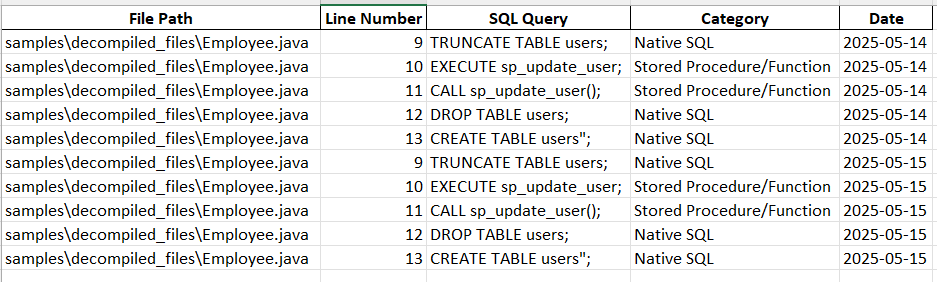 File Path Line Number SQL Query Category Date
samples\decompiled_files\Employee.java 9 TRUNCATE TABLE users; Native SQL 2025-05-14
samples\decompiled_files\Employee.java 10 EXECUTE sp_update_user; Stored Procedure/Function 2025-05-14
samples\decompiled_files\Employee.java 11 CALL sp_update_user(); Stored Procedure/Function 2025-05-14
samples\decompiled_files\Employee.java 12 DROP TABLE users; Native SQL 2025-05-14
samples\decompiled_files\Employee.java 13 CREATE TABLE users"; Native SQL 2025-05-14
samples\decompiled_files\Employee.java 9 TRUNCATE TABLE users; Native SQL 2025-05-15
samples\decompiled_files\Employee.java 10 EXECUTE sp_update_user; Stored Procedure/Function 2025-05-15
samples\decompiled_files\Employee.java 11 CALL sp_update_user(); Stored Procedure/Function 2025-05-15
samples\decompiled_files\Employee.java 12 DROP TABLE users; Native SQL 2025-05-15
samples\decompiled_files\Employee.java 13 CREATE TABLE users"; Native SQL 2025-05-15